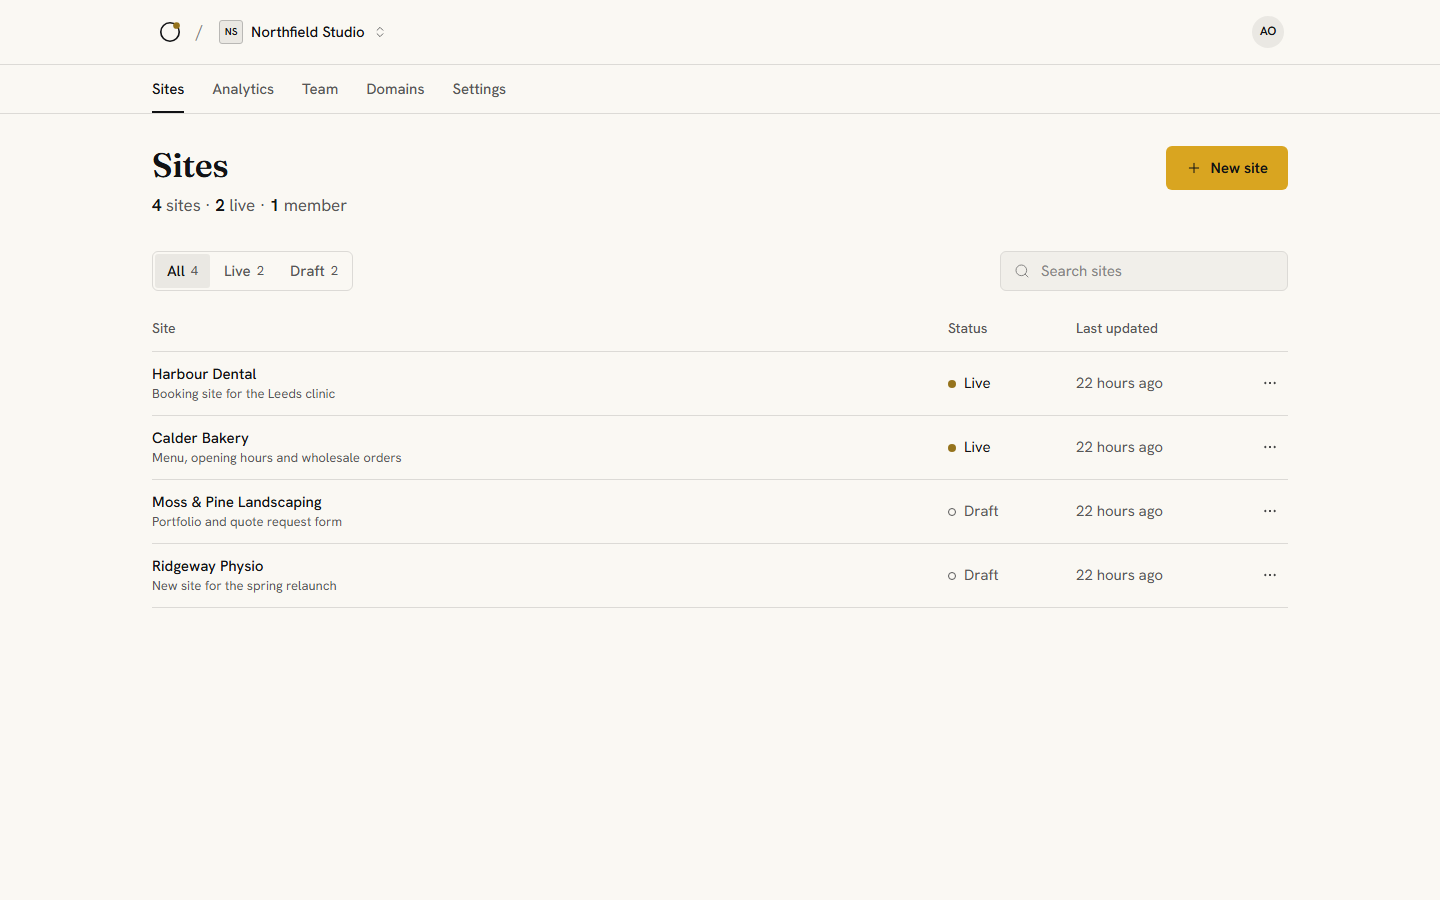 / NS Northfield Studio AO
Sites Analytics Team Domains Settings
Sites
+ New site
4 sites · 2 live · 1 member
All 4 Live 2 Draft 2
Search sites
Site Status Last updated
Harbour Dental
Booking site for the Leeds clinic
Live 22 hours ago ...
Calder Bakery
Menu, opening hours and wholesale orders
Live 22 hours ago ...
Moss & Pine Landscaping
Portfolio and quote request form
Draft 22 hours ago ...
Ridgeway Physio
New site for the spring relaunch
Draft 22 hours ago ...